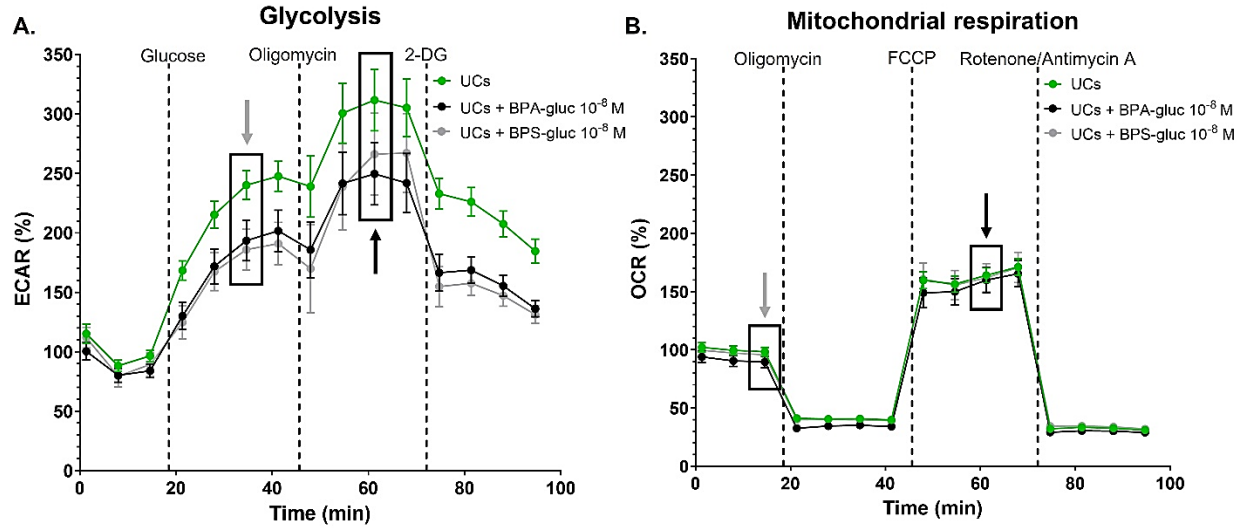 A.
Glycolysis
Glucose
Oligomycin
2-DG
UCs
UCs + BPA-gluc 10⁻⁸ M
UCs + BPS-gluc 10⁻⁸ M
350
300
250
200
150
100
50
0
ECAR (%)
0 20 40 60 80 100
Time (min)
B.
Mitochondrial respiration
Oligomycin
FCCP
Rotenone/Antimycin A
UCs
UCs + BPA-gluc 10⁻⁸ M
UCs + BPS-gluc 10⁻⁸ M
350
300
250
200
150
100
50
0
OCR (%)
0 20 40 60 80 100
Time (min)